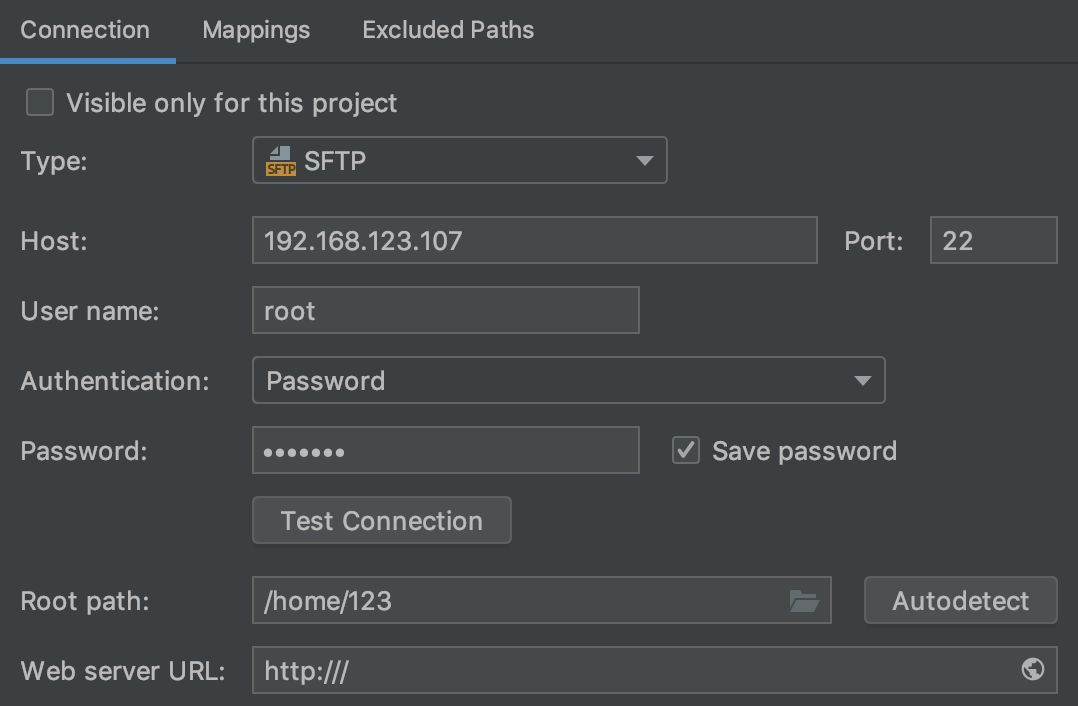 Connection Mappings Excluded Paths
Visible only for this project
Type: SFTP SFTP
Host: 192.168.123.107 Port: 22
User name: root
Authentication: Password
Password: ••••••• Save password
Test Connection
Root path: /home/123 Autodetect
Web server URL: http:///